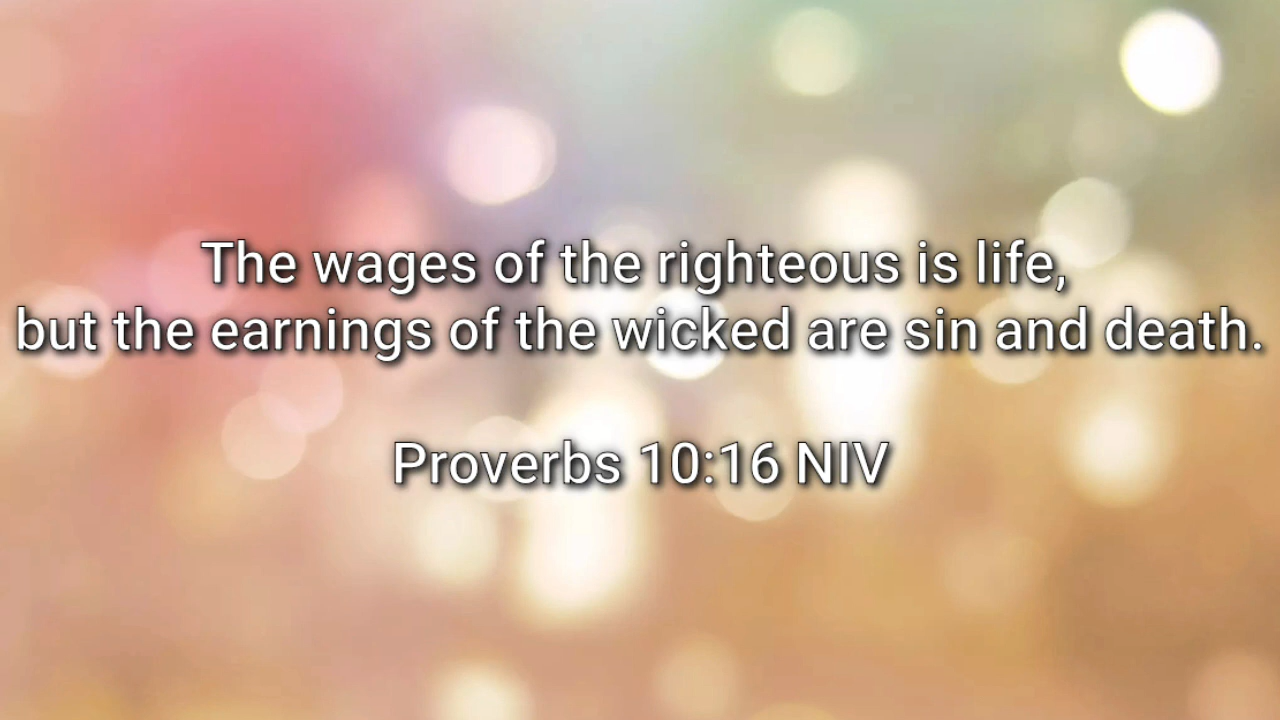 The wages of the righteous is life,
but the earnings of the wicked are sin and death.
Proverbs 10:16 NIV